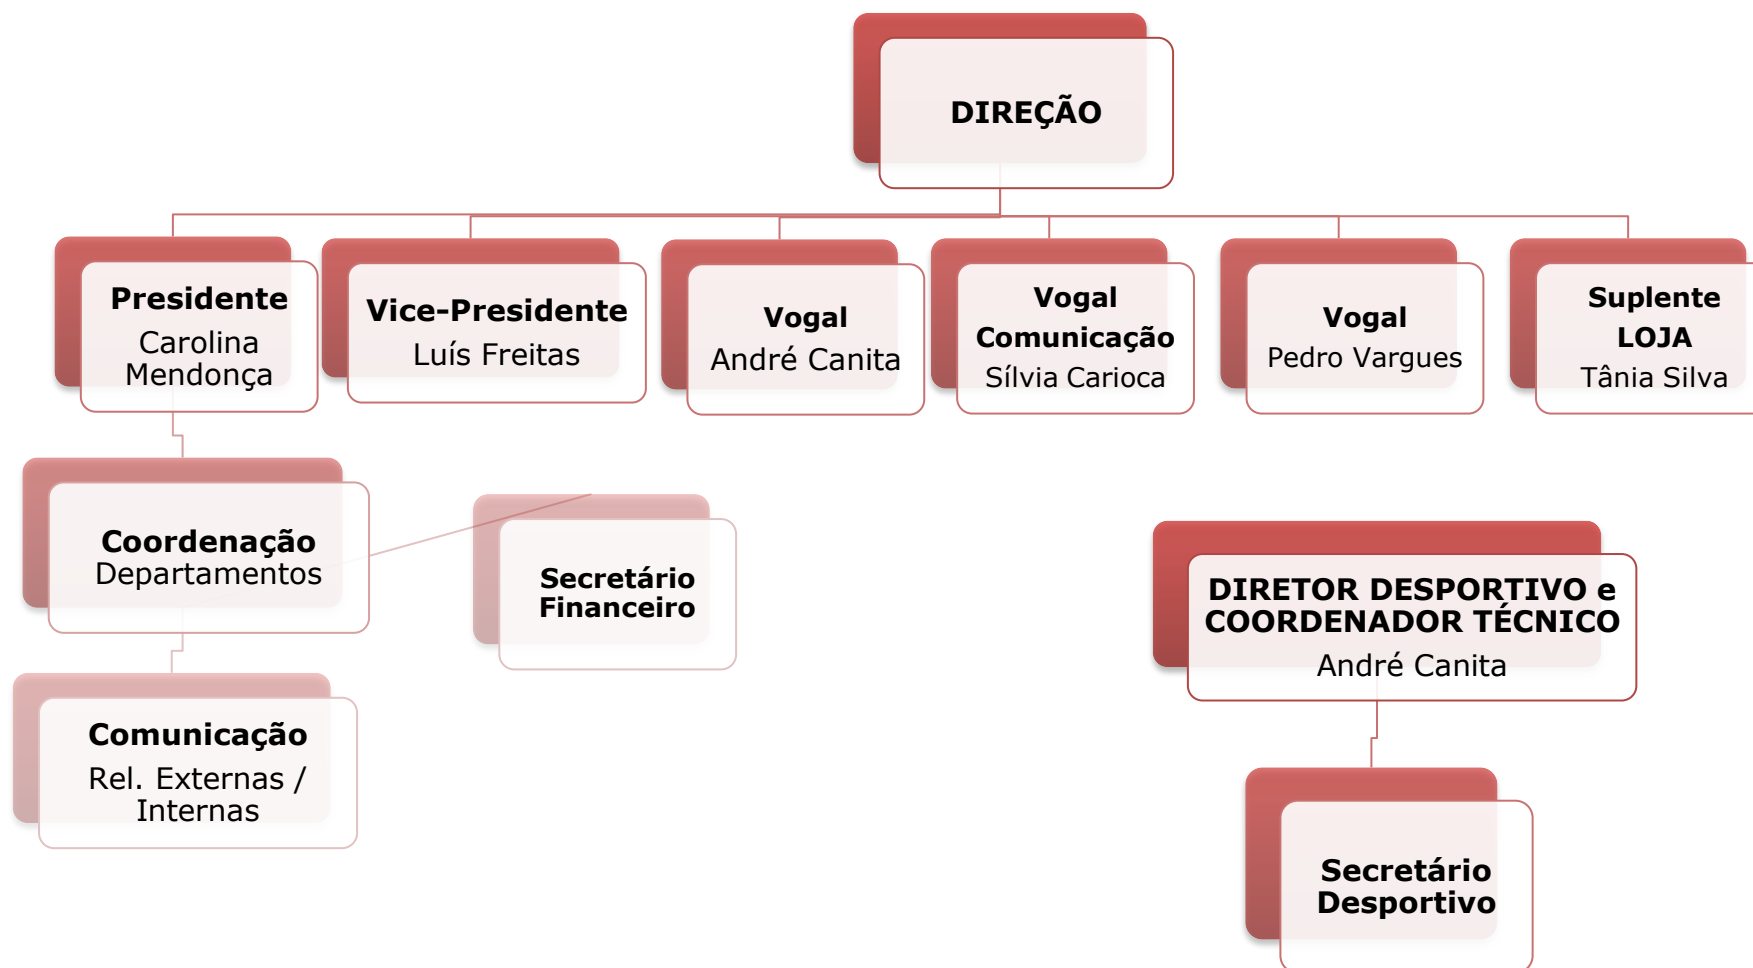 DIREÇÃO
Presidente
Carolina
Mendonça
Vice-Presidente
Luís Freitas
Vogal
André Canita
Vogal
Comunicação
Sílvia Carioca
Vogal
Pedro Vargues
Suplente
LOJA
Tânia Silva
Coordenação
Departamentos
Secretário
Financeiro
DIRETOR DESPORTIVO e
COORDENADOR TÉCNICO
André Canita
Comunicação
Rel. Externas /
Internas
Secretário
Desportivo